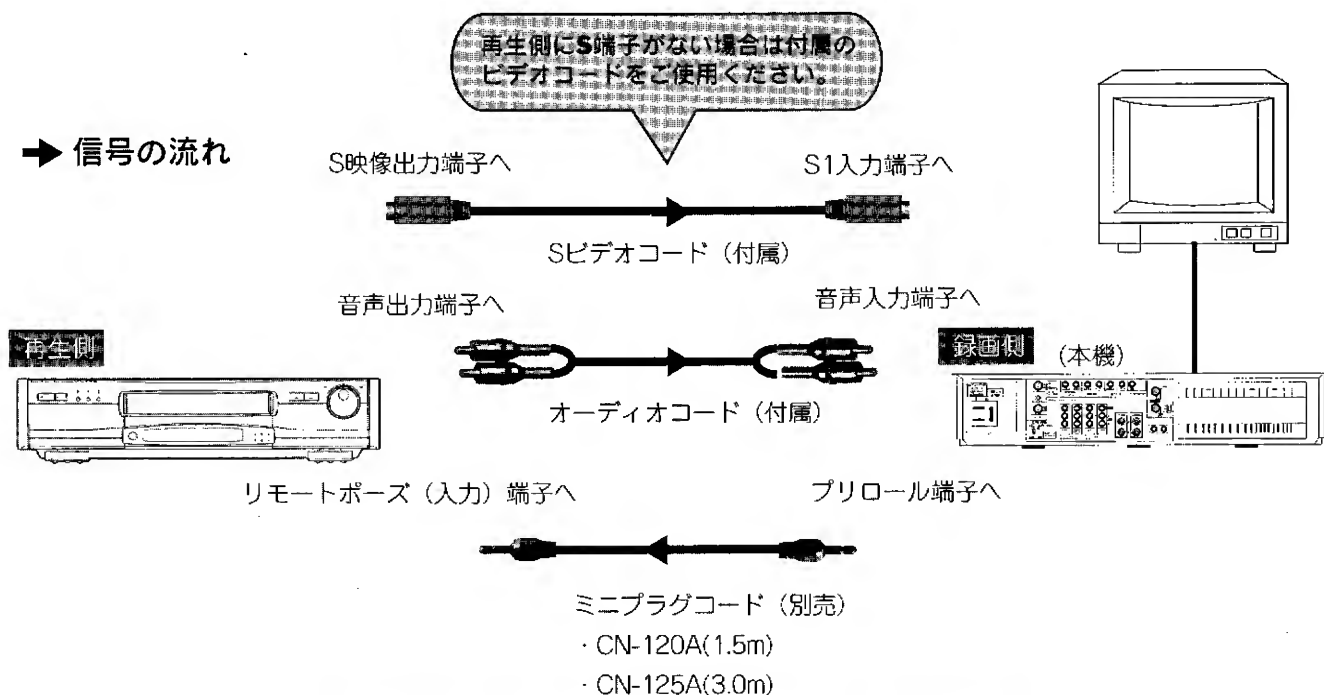 再生側にS端子がない場合は付属の
ビデオコードをご使用ください。
➔ 信号の流れ
S映像出力端子へ
S1入力端子へ
Sビデオコード（付属）
音声出力端子へ
音声入力端子へ
再生側
録画側
(本機)
オーディオコード（付属）
リモートポーズ（入力）端子へ
プリロール端子へ
ミニプラグコード（別売）
· CN-120A(1.5m)
· CN-125A(3.0m)